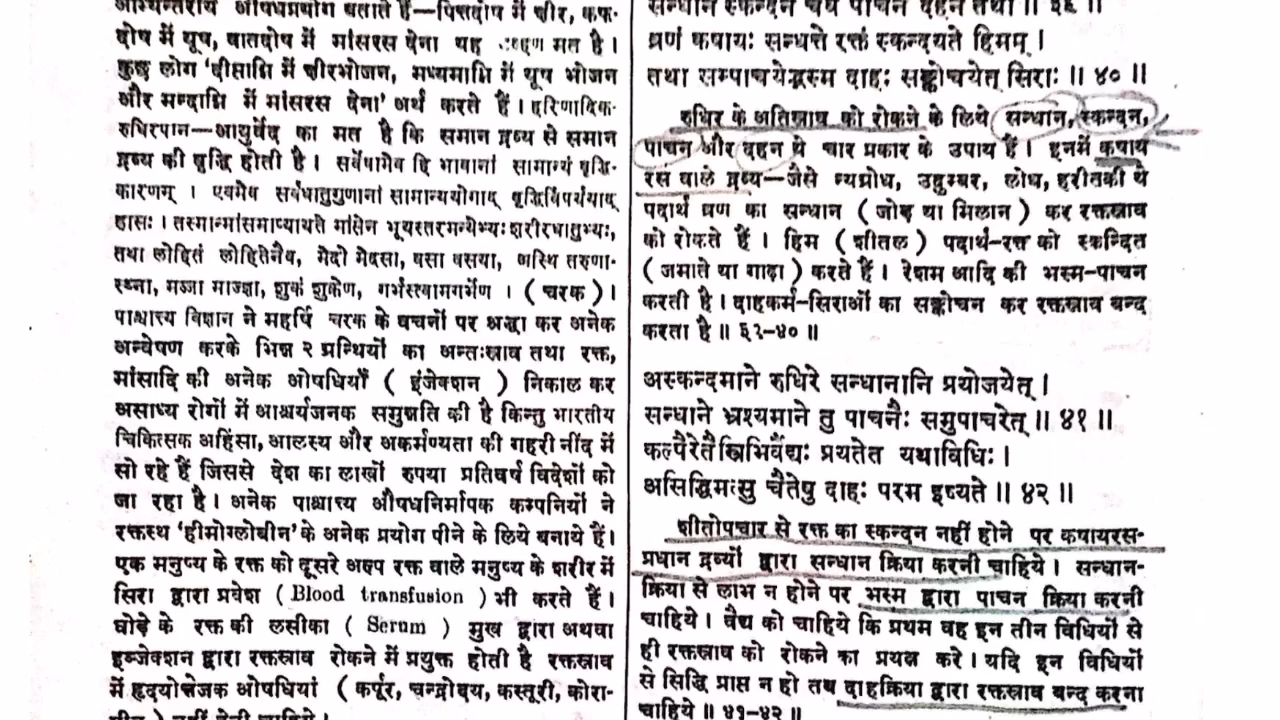 आभ्यन्तरीय औषधप्रयोग बताते हैं—पित्तदोष में क्षीर, कफ-
दोष में यूष, वातदोष में मांसरस देना यह मत है।
कुछ लोग 'दीप्ताग्नि में क्षीरभोजन, मध्यमाग्नि में यूष भोजन
और मन्दाग्नि में मांसरस देना' अर्थ करते हैं। हरिणादिक-
रुधिरपान—आयुर्वेद का मत है कि समान द्रव्य से समान
द्रव्य की वृद्धि होती है। सर्वेषामेव हि भावानां सामान्यं वृद्धि-
कारणम्। एवमेव सर्वधातुगुणानां सामान्ययोगाद् वृद्धिर्विपर्ययाद्
ह्रासः। तस्मान्मांसमाप्यायते मांसेन भूयस्तरमन्येभ्यः शरीरधातुभ्यः,
तथा लोहितं लोहितेनैव, मेदो मेदसा, वसा वसया, अस्थि तरुणा-
स्थ्ना, मज्जा मज्ज्ञा, शुक्रं शुक्रेण, गर्भस्त्वामगर्भेण। (चरक)।
पाश्चात्त्य विज्ञान ने महर्षि चरक के वचनों पर श्रद्धा कर अनेक
अन्वेषण करके भिन्न २ ग्रन्थियों का अन्तःस्राव तथा रक्त,
मांसादि की अनेक ओषधियाँ ( इंजेक्शन ) निकाल कर
असाध्य रोगों में आश्चर्यजनक समुन्नति की है किन्तु भारतीय
चिकित्सक अहिंसा, आलस्य और अकर्मण्यता की गहरी नींद में
सो रहे हैं जिससे देश का लाखों रुपया प्रतिवर्ष विदेशों को
जा रहा है। अनेक पाश्चात्त्य औषधनिर्मापक कम्पनियों ने
रक्तस्थ 'हीमोग्लोबीन' के अनेक प्रयोग पीने के लिये बनाये हैं।
एक मनुष्य के रक्त को दूसरे अल्प रक्त वाले मनुष्य के शरीर में
सिरा द्वारा प्रवेश ( Blood transfusion ) भी करते हैं।
घोड़े के रक्त की लसीका ( Serum ) मुख द्वारा अथवा
इञ्जेक्शन द्वारा रक्तस्राव रोकने में प्रयुक्त होती है रक्तस्राव
में हृदयोत्तेजक ओषधियां ( कर्पूर, चन्द्रोदय, कस्तूरी, कोरा-
नहीं देनी चाहिये।
सन्धानं स्कन्दनं चैव पाचनं दहनं तथा॥ ३९॥
व्रणं कषायः सन्धत्ते रक्तं स्कन्दयते हिमम्।
तथा सम्पाचयेद्भस्म दाहः सङ्कोचयेत् सिराः॥ ४०॥
रुधिर के अतिस्राव को रोकने के लिये सन्धान, स्कन्दन,
पाचन और दहन ये चार प्रकार के उपाय हैं। इनमें कषाय
रस वाले द्रव्य—जैसे न्यग्रोध, उदुम्बर, लोध, हरीतकी ये
पदार्थ व्रण का सन्धान ( जोड़ या मिलान ) कर रक्तस्राव
को रोकते हैं। हिम ( शीतल ) पदार्थ-रक्त को स्कन्दित
( जमाते या गाढ़ा ) करते हैं। रेशम आदि की भस्म-पाचन
करती है। दाहकर्म-सिराओं का सङ्कोचन कर रक्तस्राव बन्द
करता है॥ ३९-४०॥
अस्कन्दमाने रुधिरे सन्धानानि प्रयोजयेत्।
सन्धाने भ्रश्यमाने तु पाचनैः समुपाचरेत्॥ ४१॥
कल्पैरेतैस्त्रिभिर्वैद्यः प्रयतेत यथाविधिः।
असिद्धिमत्सु चैतेषु दाहः परम इष्यते॥ ४२॥
शीतोपचार से रक्त का स्कन्दन नहीं होने पर कषायरस-
प्रधान द्रव्यों द्वारा सन्धान क्रिया करनी चाहिये। सन्धान-
क्रिया से लाभ न होने पर भस्म द्वारा पाचन क्रिया करनी
चाहिये। वैद्य को चाहिये कि प्रथम वह इन तीन विधियों से
ही रक्तस्राव को रोकने का प्रयत्न करे। यदि इन विधियों
से सिद्धि प्राप्त न हो तब दाहक्रिया द्वारा रक्तस्राव बन्द करना
चाहिये॥ ४१-४२॥